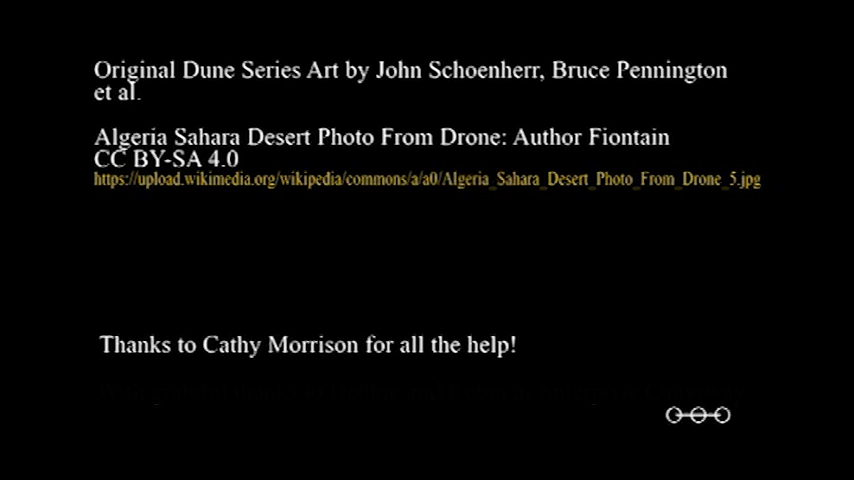 Original Dune Series Art by John Schoenherr, Bruce Pennington
et al.
Algeria Sahara Desert Photo From Drone: Author Fiontain
CC BY-SA 4.0
https://upload.wikimedia.org/wikipedia/commons/a/a0/Algeria_Sahara_Desert_Photo_From_Drone_5.jpg
Thanks to Cathy Morrison for all the help!